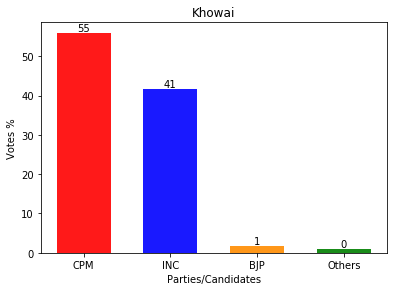 Khowai
Votes %
50
40
30
20
10
0
55
41
1
0
CPM INC BJP Others
Parties/Candidates